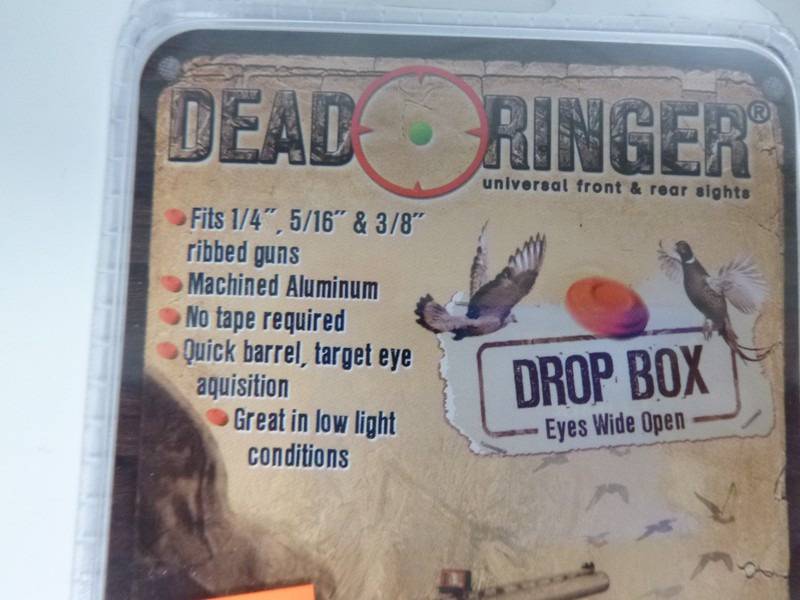 DEAD RINGER®
universal front & rear sights
Fits 1/4˝, 5/16˝ & 3/8˝
ribbed guns
Machined Aluminum
No tape required
Quick barrel, target eye
aquisition
Great in low light
conditions
DROP BOX
Eyes Wide Open